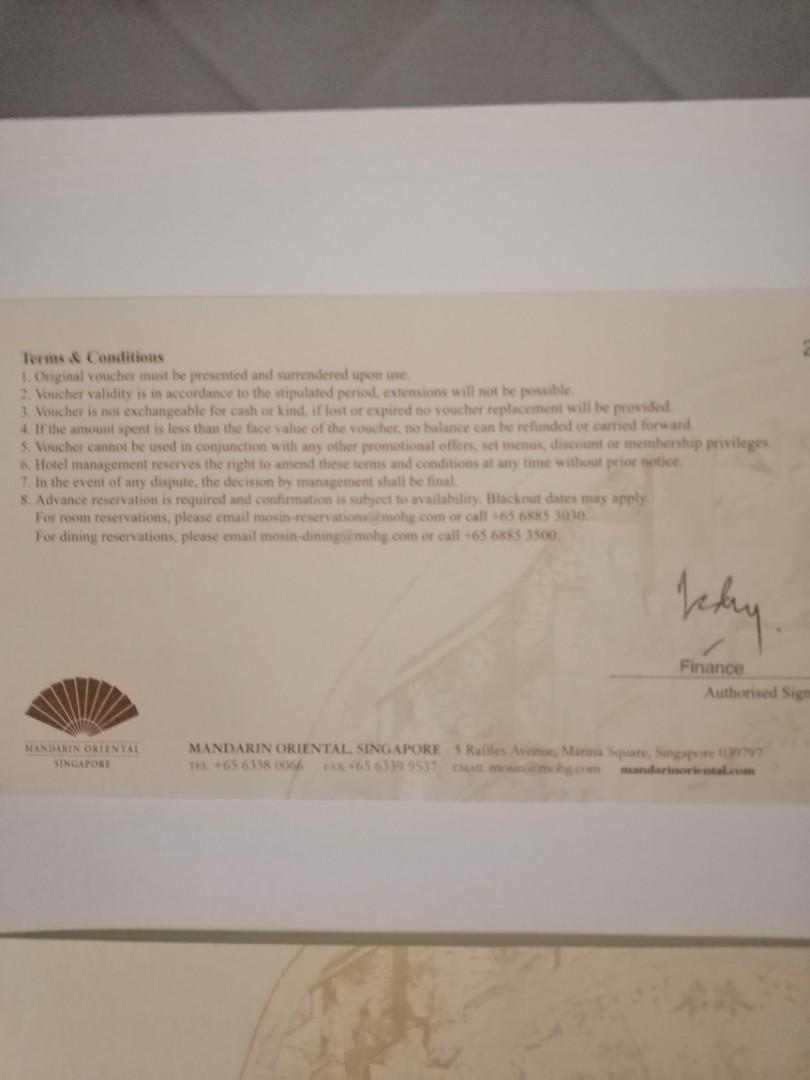 Terms & Conditions
1. Original voucher must be presented and surrendered upon use.
2. Voucher validity is in accordance to the stipulated period, extensions will not be possible.
3. Voucher is not exchangeable for cash or kind, if lost or expired no voucher replacement will be provided.
4. If the amount spent is less than the face value of the voucher, no balance can be refunded or carried forward.
5. Voucher cannot be used in conjunction with any other promotional offers, set menus, discount or membership privileges.
6. Hotel management reserves the right to amend these terms and conditions at any time without prior notice.
7. In the event of any dispute, the decision by management shall be final.
8. Advance reservation is required and confirmation is subject to availability. Blackout dates may apply.
For room reservations, please email mosin-reservations@mohg.com or call +65 6885 3030.
For dining reservations, please email mosin-dining@mohg.com or call +65 6885 3500.
Finance
Authorised Sign
MANDARIN ORIENTAL
SINGAPORE
MANDARIN ORIENTAL, SINGAPORE 5 Raffles Avenue, Marina Square, Singapore 039797
TEL +65 6338 0066 FAX +65 6339 9537 EMAIL mosin@mohg.com mandarinoriental.com